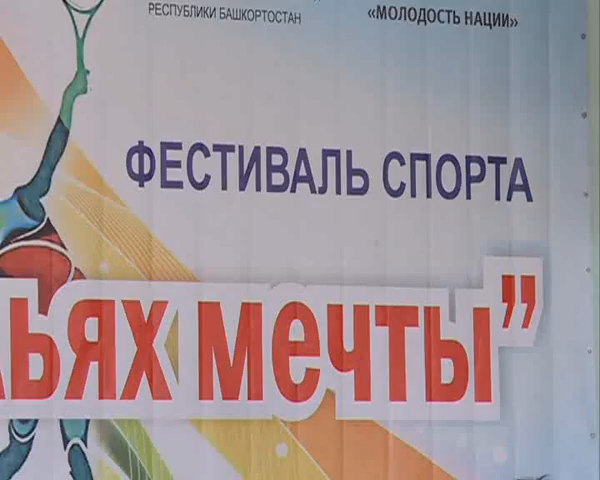 РЕСПУБЛИКИ БАШКОРТОСТАН
«МОЛОДОСТЬ НАЦИИ»
ФЕСТИВАЛЬ СПОРТА
ЬЯХ МЕЧТЫ”